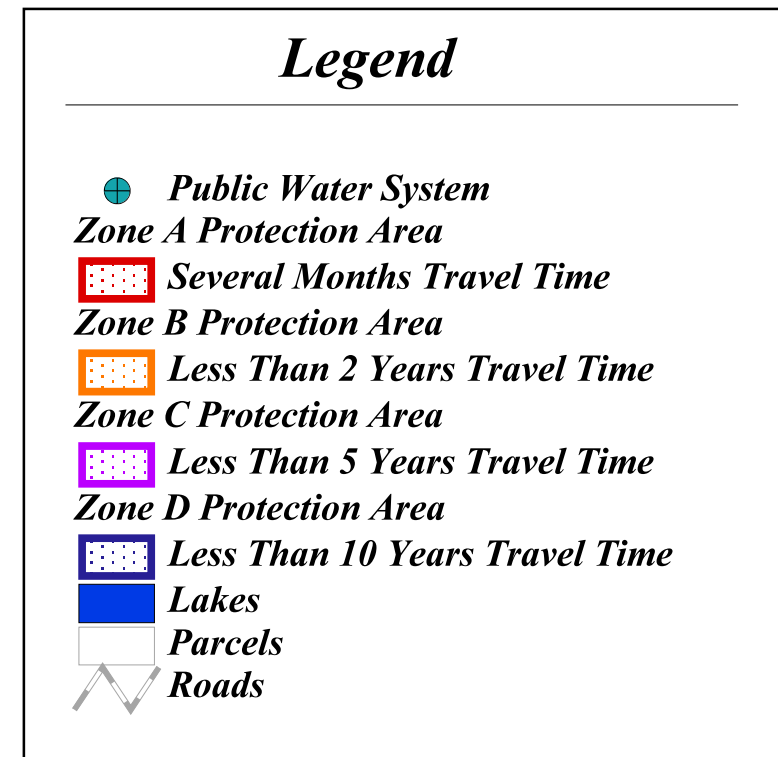 Legend
Public Water System
Zone A Protection Area
Several Months Travel Time
Zone B Protection Area
Less Than 2 Years Travel Time
Zone C Protection Area
Less Than 5 Years Travel Time
Zone D Protection Area
Less Than 10 Years Travel Time
Lakes
Parcels
Roads